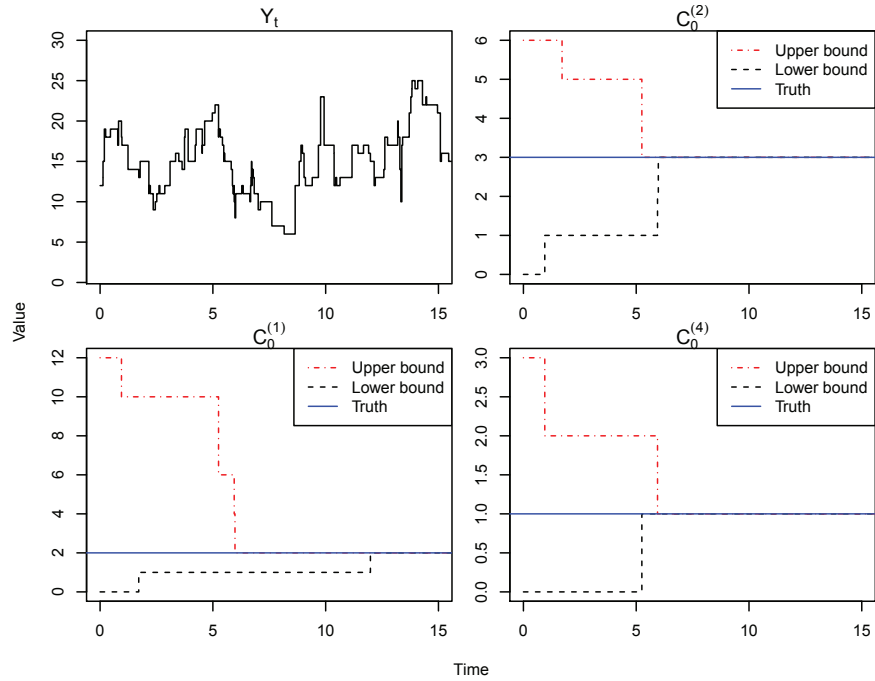 Y_t
30
25
20
15
10
5
0
0 5 10 15
C_0^(2)
6
5
4
3
2
1
0
0 5 10 15
Upper bound
Lower bound
Truth
Value
C_0^(1)
12
10
8
6
4
2
0
0 5 10 15
Upper bound
Lower bound
Truth
C_0^(4)
3.0
2.5
2.0
1.5
1.0
0.5
0.0
0 5 10 15
Upper bound
Lower bound
Truth
Time